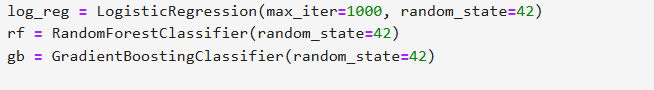 log_reg = LogisticRegression(max_iter=1000, random_state=42)
rf = RandomForestClassifier(random_state=42)
gb = GradientBoostingClassifier(random_state=42)